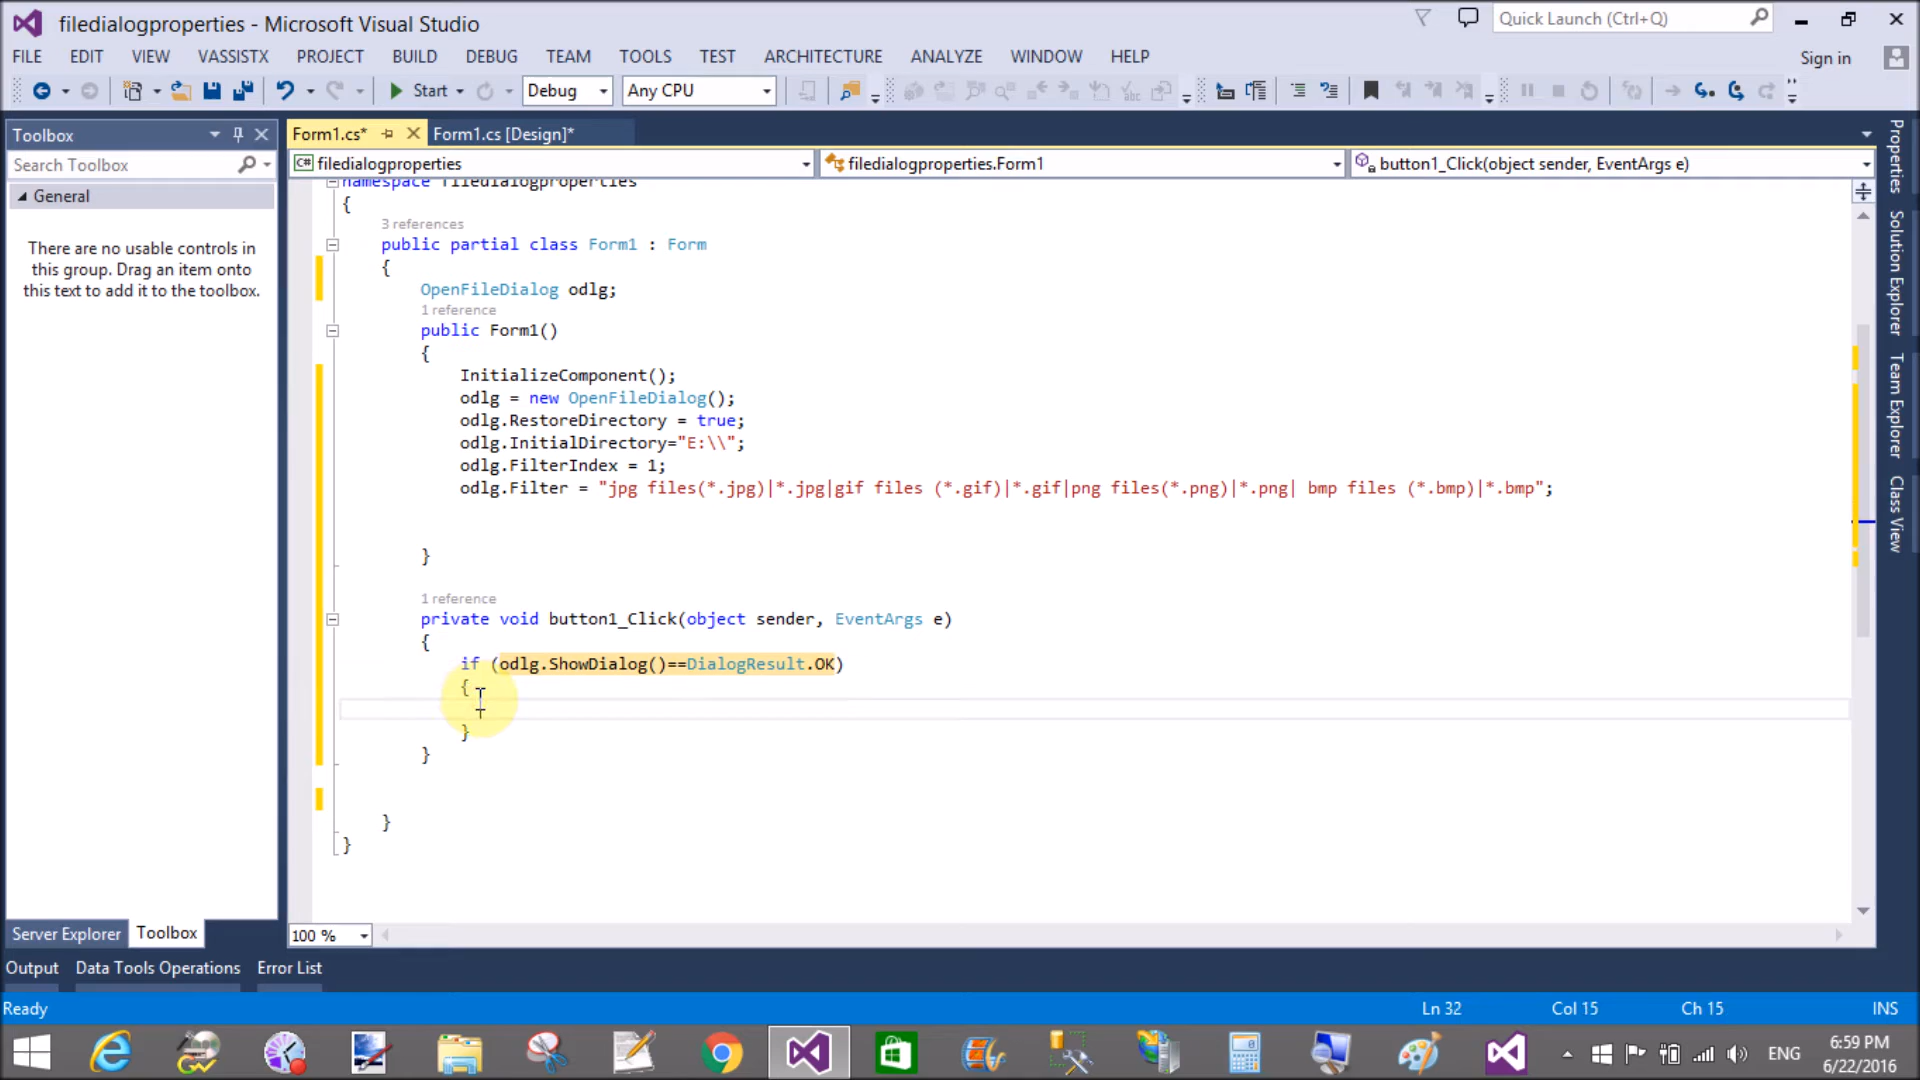 filedialogproperties - Microsoft Visual Studio
Quick Launch (Ctrl+Q)
FILE EDIT VIEW VASSISTX PROJECT BUILD DEBUG TEAM TOOLS TEST ARCHITECTURE ANALYZE WINDOW HELP
Sign in
Start Debug Any CPU
Toolbox
Form1.cs* Form1.cs [Design]*
Search Toolbox
filedialogproperties filedialogproperties.Form1 button1_Click(object sender, EventArgs e)
General
There are no usable controls in
this group. Drag an item onto
this text to add it to the toolbox.
namespace filedialogproperties
{
3 references
public partial class Form1 : Form
{
OpenFileDialog odlg;
1 reference
public Form1()
{
InitializeComponent();
odlg = new OpenFileDialog();
odlg.RestoreDirectory = true;
odlg.InitialDirectory="E:\\";
odlg.FilterIndex = 1;
odlg.Filter = "jpg files(*.jpg)|*.jpg|gif files (*.gif)|*.gif|png files(*.png)|*.png| bmp files (*.bmp)|*.bmp";
}
1 reference
private void button1_Click(object sender, EventArgs e)
{
if (odlg.ShowDialog()==DialogResult.OK)
{
}
}
}
}
Properties
Solution Explorer
Team Explorer
Class View
100 %
Server Explorer Toolbox
Output Data Tools Operations Error List
Ready Ln 32 Col 15 Ch 15 INS
ENG
6:59 PM
6/22/2016